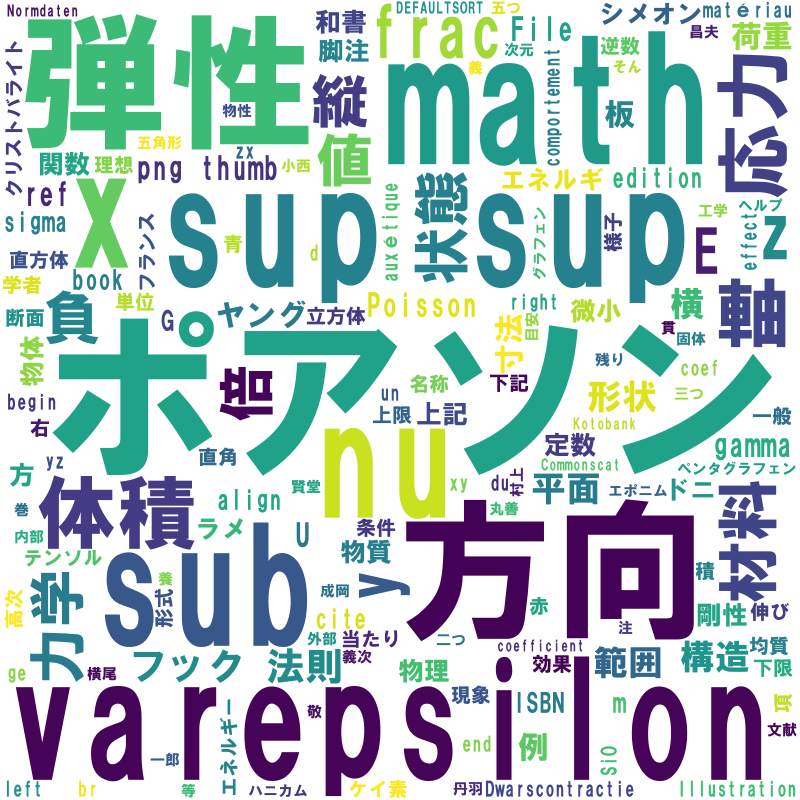 Normdaten
弾性
物性
和書
脚注
frac
DEFAULTSORT
五つ
義
次元
File
シメオン
matériau
昌夫
逆数
そん
荷重
クリストバライト
五角形
縦
math
comportement
板
応力
関数
理想
png
thumb
zx
小西
値
ref
sigma
x
sup
sup
auxétique
状態
エネルギ
edition
様子
グラフェン
工学
ヘルプ
effect
z
E
直方体
book
フランス
青
d
学者
断面
負
単位
G
ヤング
立方体
Poisson
right
目安
微小
横
軸
貫
固体
物体
ポアソン
倍
寸法
下記
残り
形状
coef
三つ
begin
右
un
名称
上限
上記
nu
Kotobank
一般
定数
gamma
方
yz
直角
Commonscat
ペンタグラフェン
体積
巻
align
賢堂
xy
du
村上
平面
エポニム
ドニ
丸善
材料
内部
ラメ
U
条件
方向
テンソル
sub
物質
養
高次
力学
形式
成岡
y
積
赤
剛性
伸び
cite
外部
当たり
二つ
注
coefficient
均質
ge
横尾
フック
法則
義次
物理
効果
範囲
構造
下限
varepsilon
敬
現象
ISBN
m
項
文献
エネルギー
一郎
end
例
SiO
left
br
等
ハニカム
ケイ素
丹羽
Dwarscontractie
Illustration